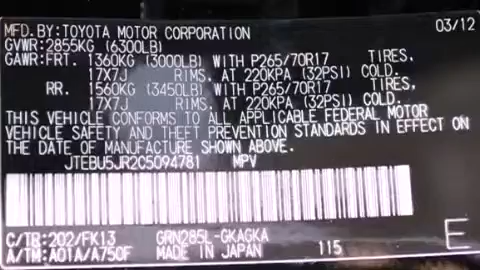 MFD.BY:TOYOTA MOTOR CORPORATION 03/12
GVWR:2855KG (6300LB)
GAWR:FRT. 1360KG (3000LB) WITH P265/70R17 TIRES,
17X7J RIMS, AT 220KPA (32PSI) COLD.
RR. 1560KG (3450LB) WITH P265/70R17 TIRES,
17X7J RIMS, AT 220KPA (32PSI) COLD.
THIS VEHICLE CONFORMS TO ALL APPLICABLE FEDERAL MOTOR
VEHICLE SAFETY AND THEFT PREVENTION STANDARDS IN EFFECT ON
THE DATE OF MANUFACTURE SHOWN ABOVE.
JTEBU5JR2C5094781 MPV
C/TR:202/FK13 GRN285L-GKAGKA
A/TM:A01A/A750F MADE IN JAPAN 115 E